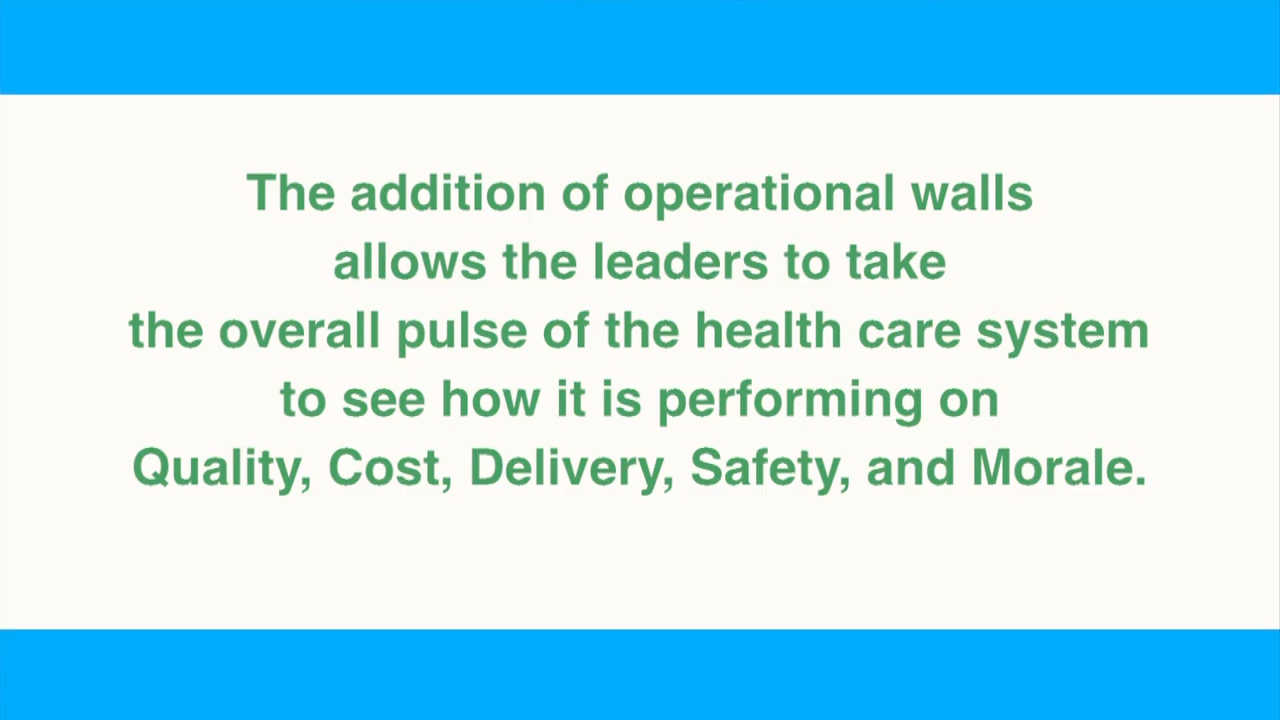 The addition of operational walls
allows the leaders to take
the overall pulse of the health care system
to see how it is performing on
Quality, Cost, Delivery, Safety, and Morale.